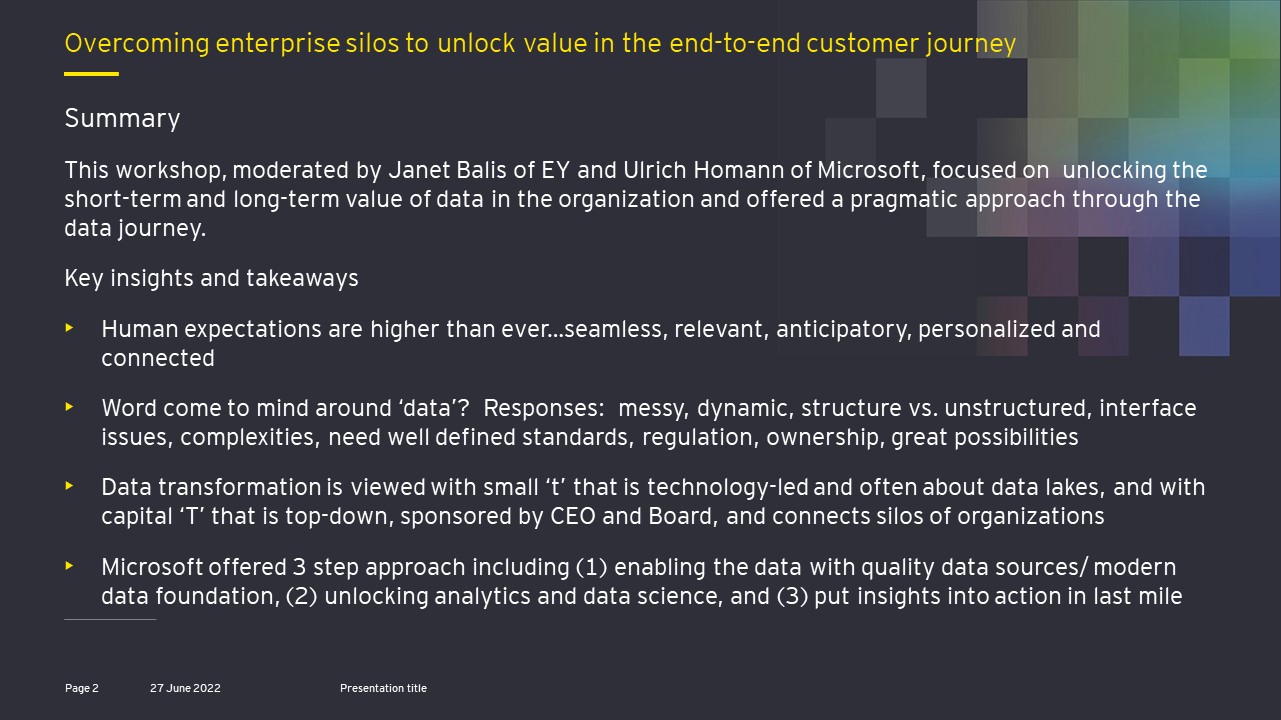 Overcoming enterprise silos to unlock value in the end-to-end customer journey
Summary
This workshop, moderated by Janet Balis of EY and Ulrich Homann of Microsoft, focused on unlocking the
short-term and long-term value of data in the organization and offered a pragmatic approach through the
data journey.
Key insights and takeaways
Human expectations are higher than ever...seamless, relevant, anticipatory, personalized and
connected
Word come to mind around ‘data’? Responses: messy, dynamic, structure vs. unstructured, interface
issues, complexities, need well defined standards, regulation, ownership, great possibilities
Data transformation is viewed with small ‘t’ that is technology-led and often about data lakes, and with
capital ‘T’ that is top-down, sponsored by CEO and Board, and connects silos of organizations
Microsoft offered 3 step approach including (1) enabling the data with quality data sources/ modern
data foundation, (2) unlocking analytics and data science, and (3) put insights into action in last mile
Page 2 27 June 2022 Presentation title